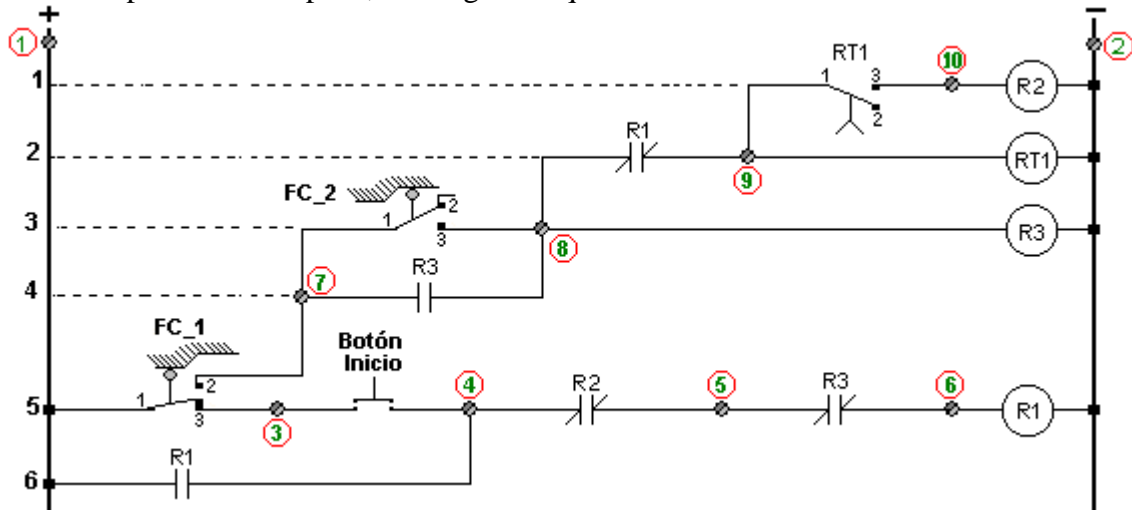 + −
1 2
RT1
1 1 3 10 R2
2
R1
2 9 RT1
FC_2
2
3 1 3 8 R3
R3
4 7
FC_1
Botón
Inicio
2
4 R2 5 R3 6
5 1 3 3 R1
R1
6